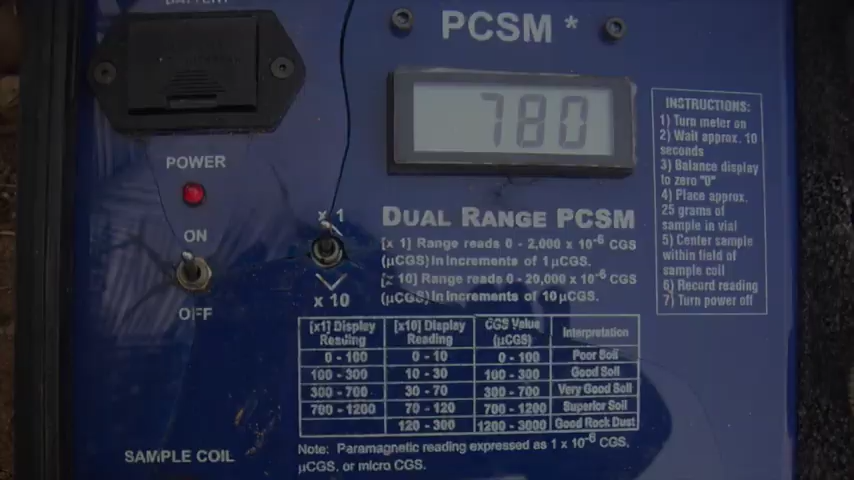 BATTERY
PCSM *
780
POWER
ON
OFF
x 1
x 10
DUAL RANGE PCSM
[x 1] Range reads 0 - 2,000 x 10⁻⁶ CGS
(µCGS) In Increments of 1 µCGS.
[x 10] Range reads 0 - 20,000 x 10⁻⁶ CGS
(µCGS) In Increments of 10 µCGS.
INSTRUCTIONS:
1) Turn meter on
2) Wait approx. 10
seconds
3) Balance display
to zero "0"
4) Place approx.
25 grams of
sample in vial
5) Center sample
within field of
sample coil
6) Record reading
7) Turn power off
[x1] Display Reading [x10] Display Reading CGS Value (µCGS) Interpretation
0 - 100 0 - 10 0 - 100 Poor Soil
100 - 300 10 - 30 100 - 300 Good Soil
300 - 700 30 - 70 300 - 700 Very Good Soil
700 - 1200 70 - 120 700 - 1200 Superior Soil
120 - 300 1200 - 3000 Good Rock Dust
Note: Paramagnetic reading expressed as 1 x 10⁻⁶ CGS,
µCGS, or micro CGS.
SAMPLE COIL